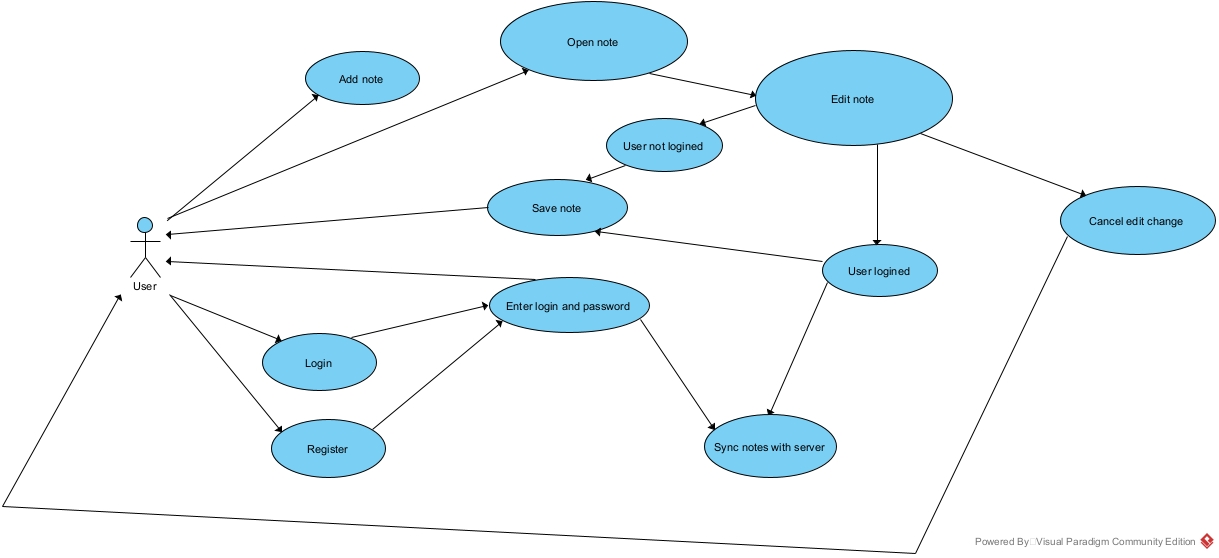 Open note
Add note
Edit note
User not logined
Save note
Cancel edit change
User logined
User
Enter login and password
Login
Register
Sync notes with server
Powered By Visual Paradigm Community Edition